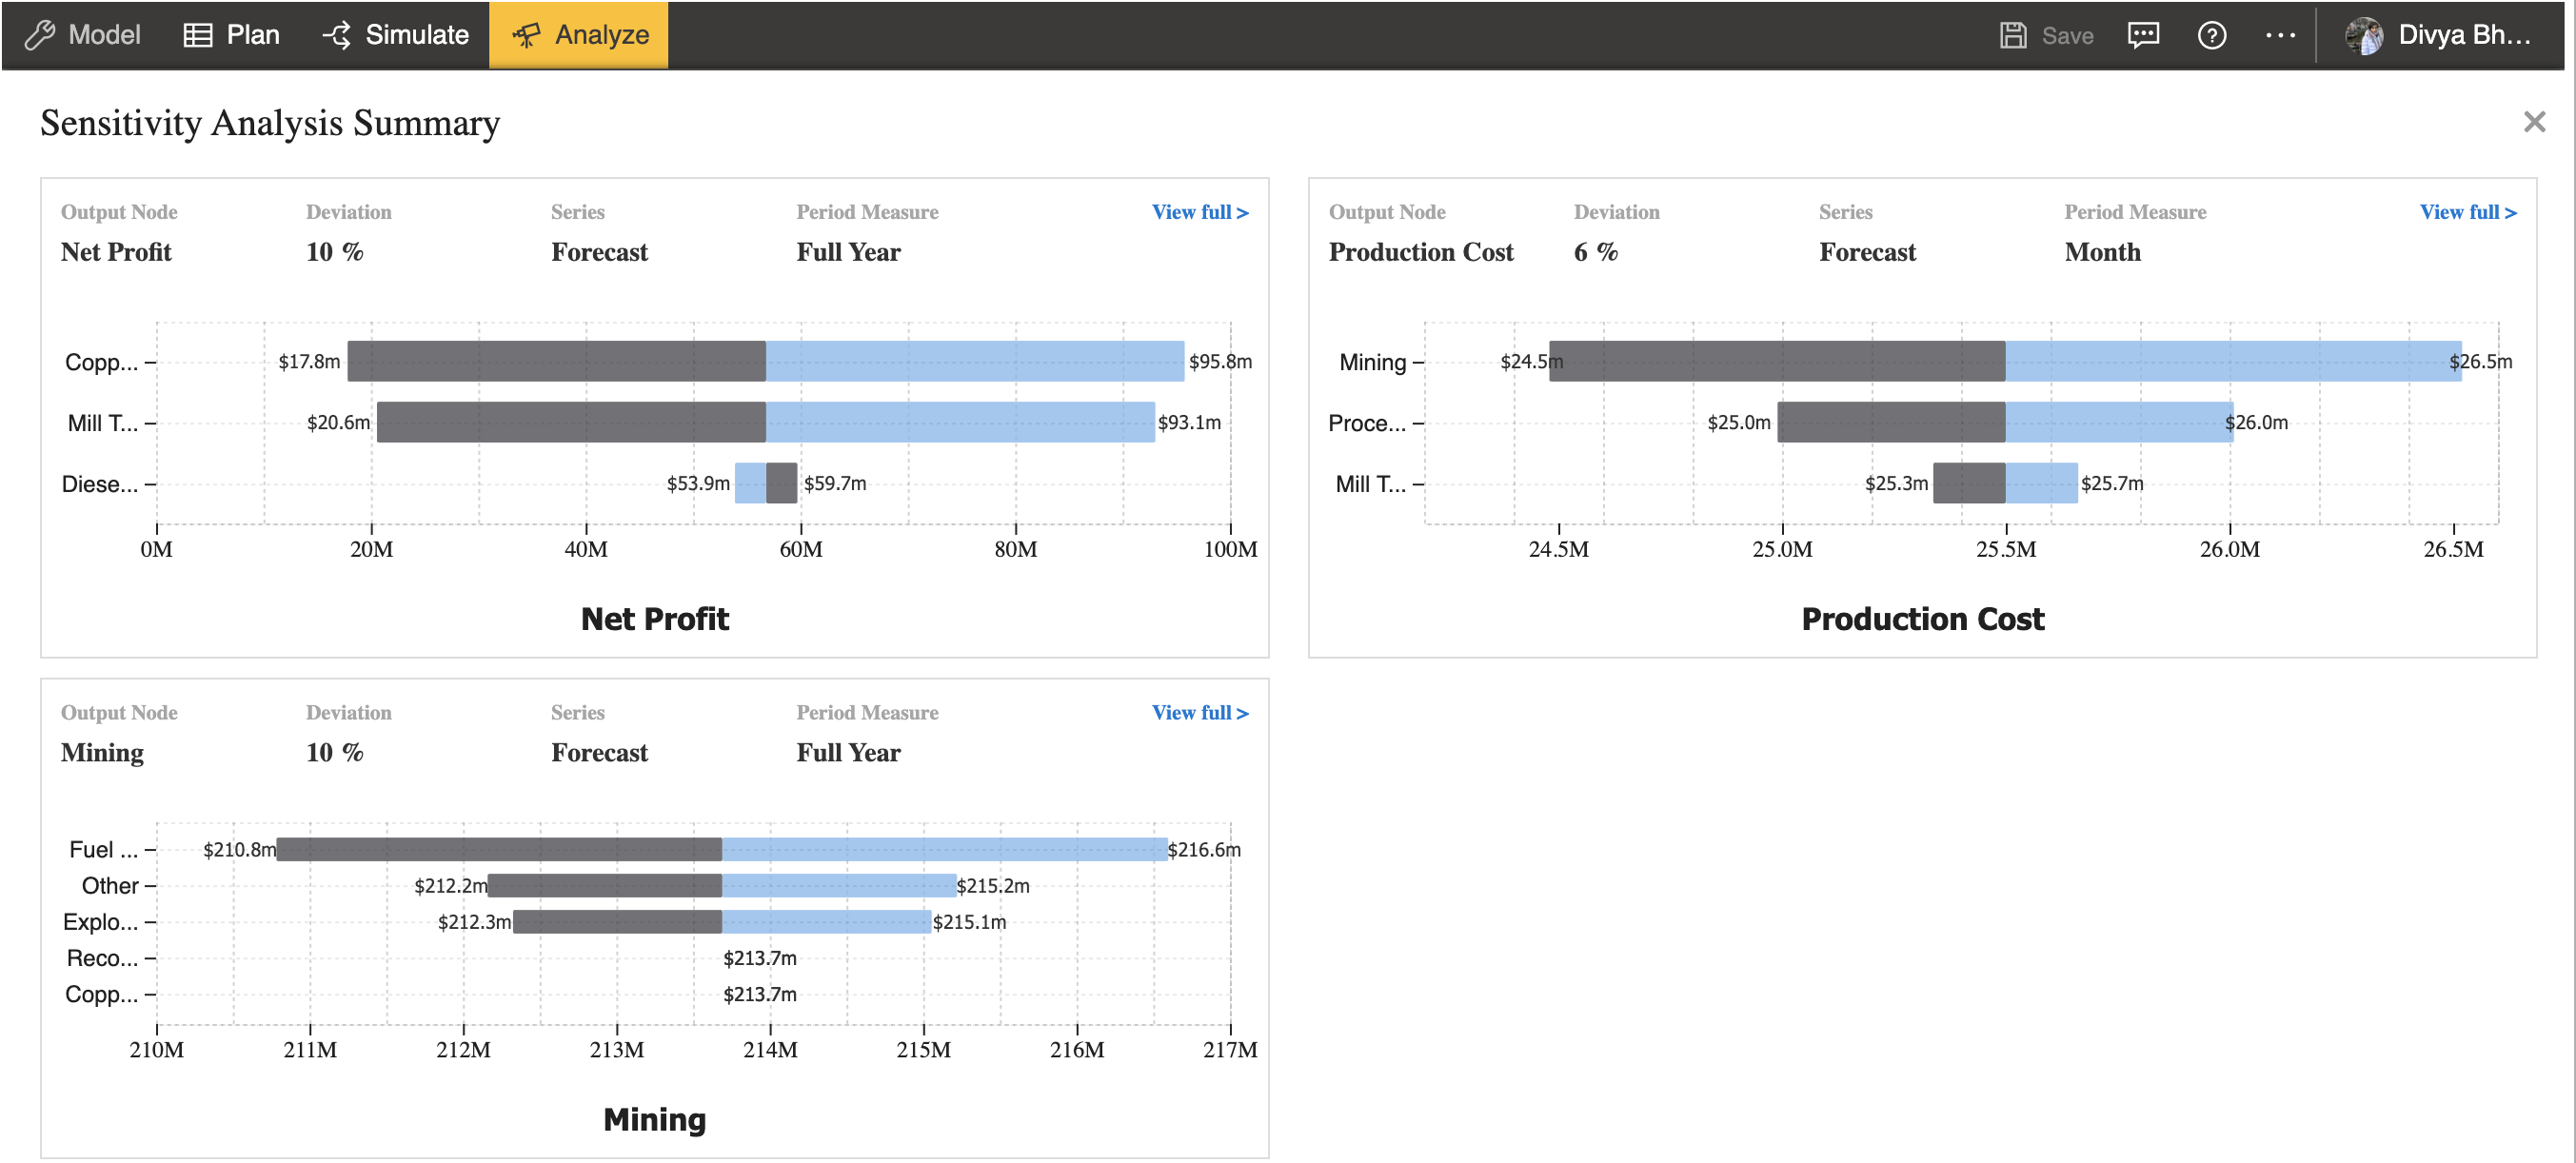 Model Plan Simulate Analyze Save Divya Bh...
Sensitivity Analysis Summary
Output Node Deviation Series Period Measure View full >
Net Profit 10 % Forecast Full Year
Copp... $17.8m $95.8m
Mill T... $20.6m $93.1m
Diese... $53.9m $59.7m
0M 20M 40M 60M 80M 100M
Net Profit
Output Node Deviation Series Period Measure View full >
Production Cost 6 % Forecast Month
Mining $24.5m $26.5m
Proce... $25.0m $26.0m
Mill T... $25.3m $25.7m
24.5M 25.0M 25.5M 26.0M 26.5M
Production Cost
Output Node Deviation Series Period Measure View full >
Mining 10 % Forecast Full Year
Fuel ... $210.8m $216.6m
Other $212.2m $215.2m
Explo... $212.3m $215.1m
Reco... $213.7m
Copp... $213.7m
210M 211M 212M 213M 214M 215M 216M 217M
Mining